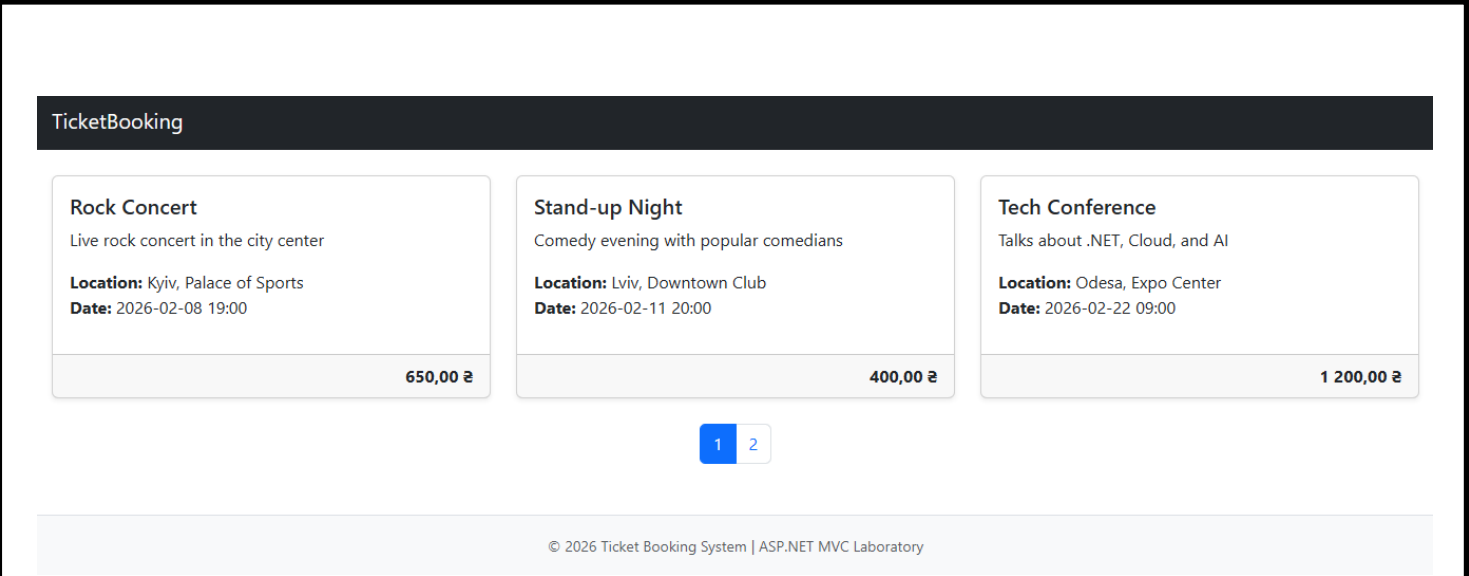 TicketBooking
Rock Concert
Live rock concert in the city center
Location: Kyiv, Palace of Sports
Date: 2026-02-08 19:00
650,00 ₴
Stand-up Night
Comedy evening with popular comedians
Location: Lviv, Downtown Club
Date: 2026-02-11 20:00
400,00 ₴
Tech Conference
Talks about .NET, Cloud, and AI
Location: Odesa, Expo Center
Date: 2026-02-22 09:00
1 200,00 ₴
1 2
© 2026 Ticket Booking System | ASP.NET MVC Laboratory